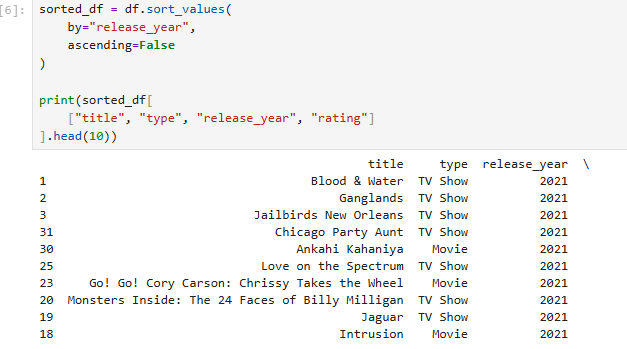 [6]: sorted_df = df.sort_values(
    by="release_year",
    ascending=False
)

print(sorted_df[
    ["title", "type", "release_year", "rating"]
].head(10))
                                            title     type  release_year  \
1                                   Blood & Water  TV Show          2021
2                                       Ganglands  TV Show          2021
3                           Jailbirds New Orleans  TV Show          2021
31                             Chicago Party Aunt  TV Show          2021
30                                Ankahi Kahaniya    Movie          2021
25                           Love on the Spectrum  TV Show          2021
23     Go! Go! Cory Carson: Chrissy Takes the Wheel    Movie          2021
20  Monsters Inside: The 24 Faces of Billy Milligan  TV Show          2021
19                                         Jaguar  TV Show          2021
18                                      Intrusion    Movie          2021